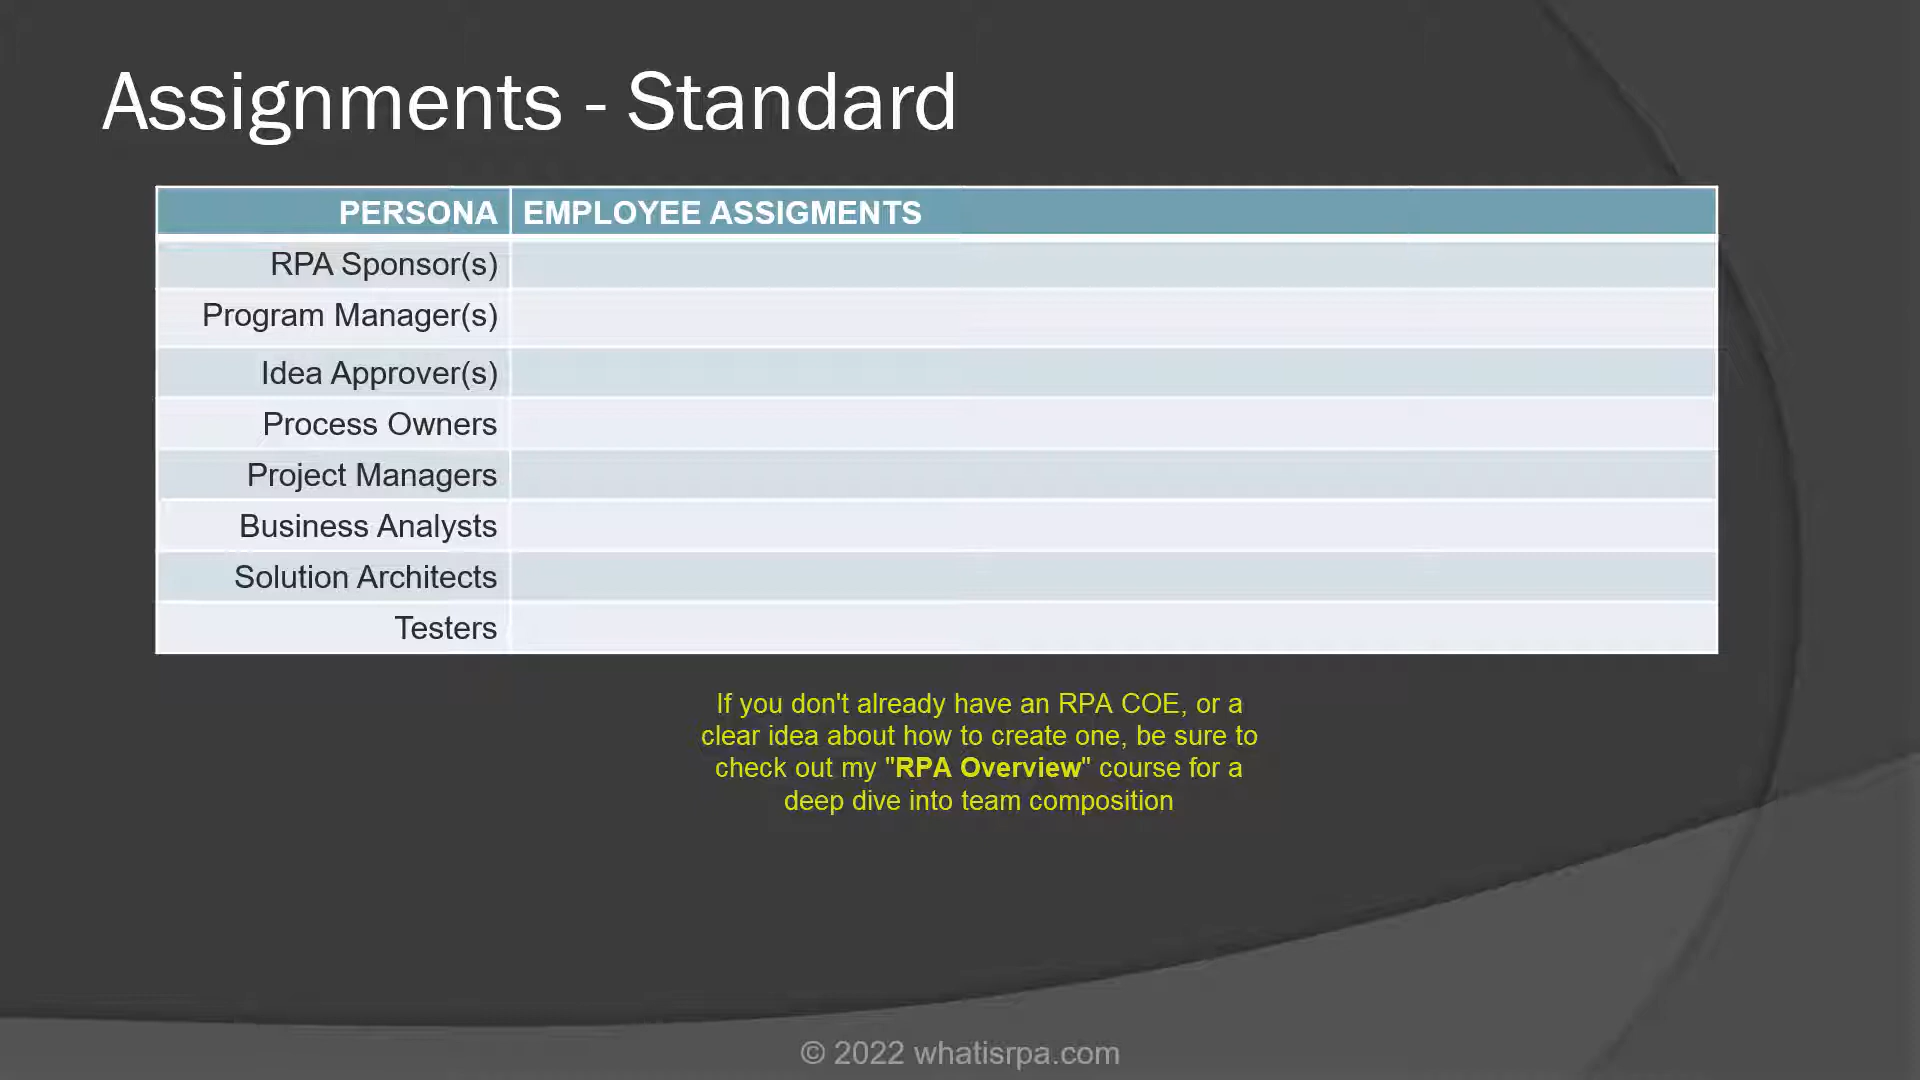 Assignments - Standard
PERSONA EMPLOYEE ASSIGMENTS
RPA Sponsor(s)
Program Manager(s)
Idea Approver(s)
Process Owners
Project Managers
Business Analysts
Solution Architects
Testers
If you don't already have an RPA COE, or a
clear idea about how to create one, be sure to
check out my "RPA Overview" course for a
deep dive into team composition
© 2022 whatisrpa.com